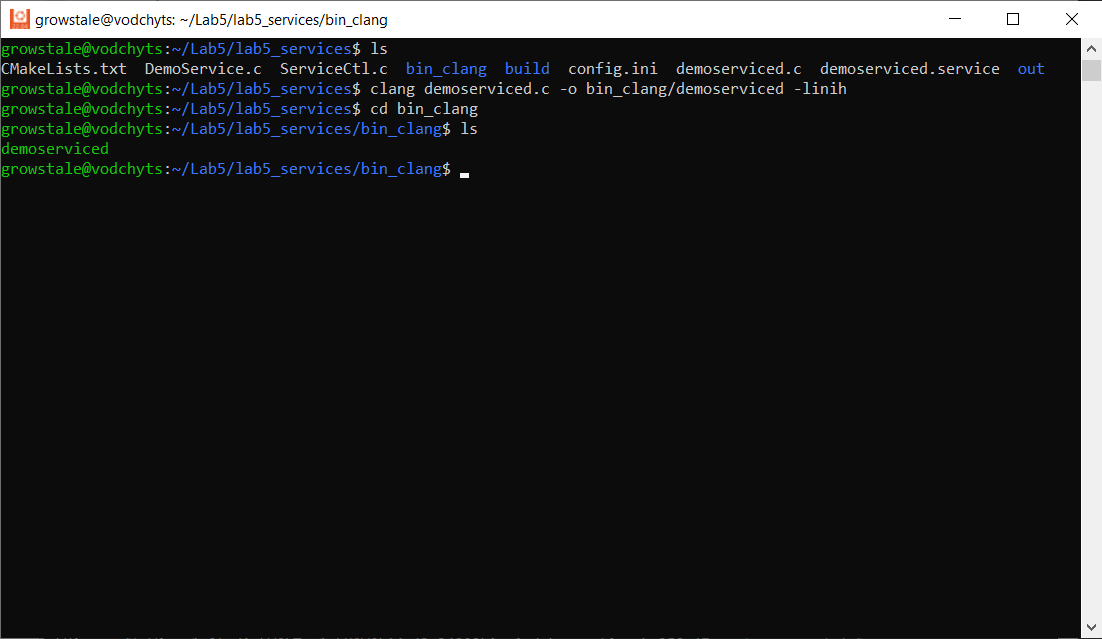 growstale@vodchyts: ~/Lab5/lab5_services/bin_clang
growstale@vodchyts:~/Lab5/lab5_services$ ls
CMakeLists.txt  DemoService.c  ServiceCtl.c  bin_clang  build  config.ini  demoserviced.c  demoserviced.service  out
growstale@vodchyts:~/Lab5/lab5_services$ clang demoserviced.c -o bin_clang/demoserviced -linih
growstale@vodchyts:~/Lab5/lab5_services$ cd bin_clang
growstale@vodchyts:~/Lab5/lab5_services/bin_clang$ ls
demoserviced
growstale@vodchyts:~/Lab5/lab5_services/bin_clang$